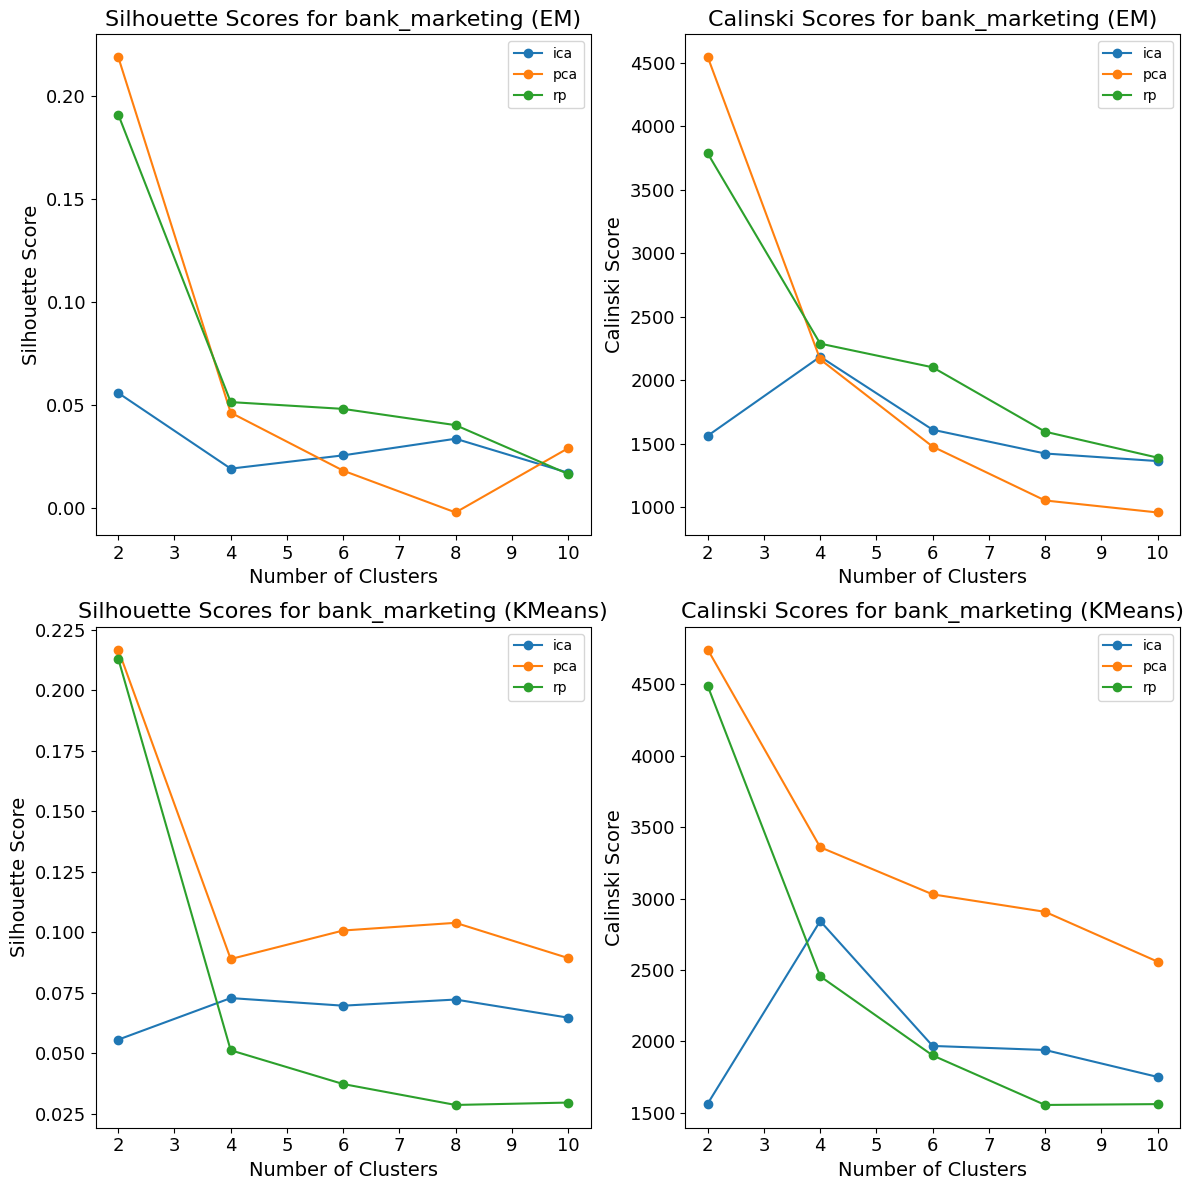 Silhouette Scores for bank_marketing (EM)
Silhouette Score
0.20
0.15
0.10
0.05
0.00
ica
pca
rp
2 3 4 5 6 7 8 9 10
Number of Clusters
Calinski Scores for bank_marketing (EM)
Calinski Score
4500
4000
3500
3000
2500
2000
1500
1000
ica
pca
rp
2 3 4 5 6 7 8 9 10
Number of Clusters
Silhouette Scores for bank_marketing (KMeans)
Silhouette Score
0.225
0.200
0.175
0.150
0.125
0.100
0.075
0.050
0.025
ica
pca
rp
2 3 4 5 6 7 8 9 10
Number of Clusters
Calinski Scores for bank_marketing (KMeans)
Calinski Score
4500
4000
3500
3000
2500
2000
1500
ica
pca
rp
2 3 4 5 6 7 8 9 10
Number of Clusters